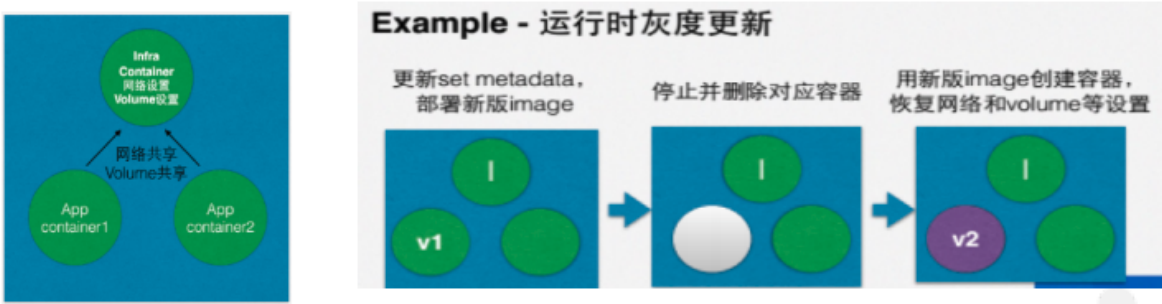 Infra
Container
网络设置
Volume设置
网络共享
Volume共享
App
container1
App
container2
Example - 运行时灰度更新
更新set metadata，
部署新版image
停止并删除对应容器
用新版image创建容器，
恢复网络和volume等设置
I
v1
I
I
v2